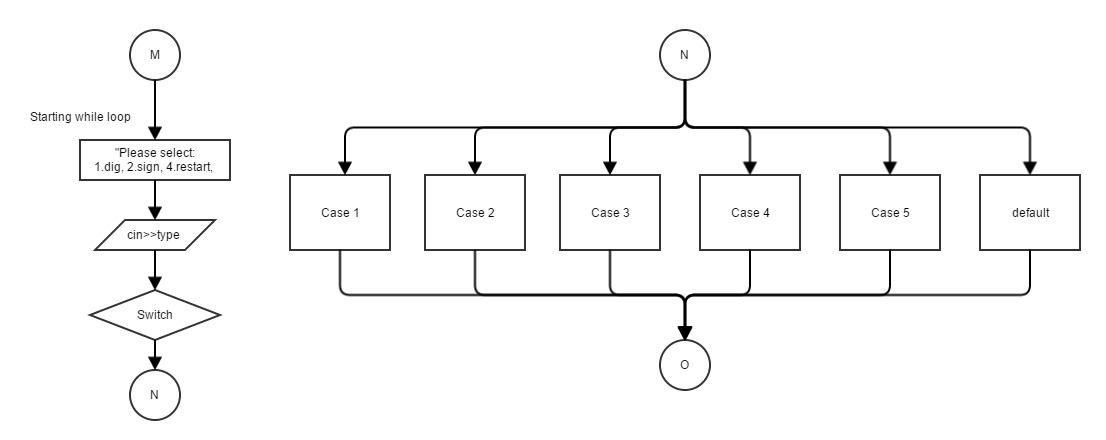 M
Starting while loop
"Please select:
1.dig, 2.sign, 4.restart,
cin>>type
Switch
N
N
Case 1
Case 2
Case 3
Case 4
Case 5
default
O